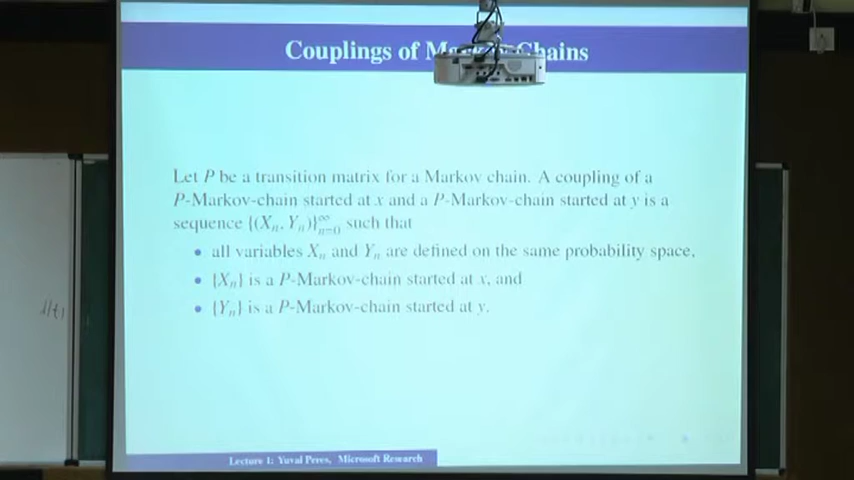 Couplings of Markov Chains
Let P be a transition matrix for a Markov chain. A coupling of a
P-Markov-chain started at x and a P-Markov-chain started at y is a
sequence {(Xₙ, Yₙ)}∞ₙ₌₀ such that
• all variables Xₙ and Yₙ are defined on the same probability space,
• {Xₙ} is a P-Markov-chain started at x, and
• {Yₙ} is a P-Markov-chain started at y.
Lecture 1: Yuval Peres, Microsoft Research